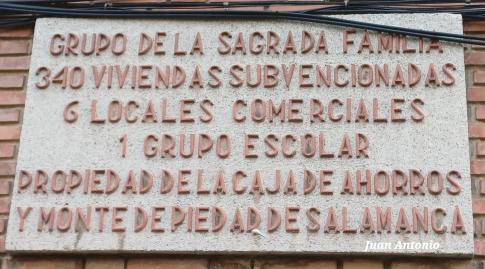 GRUPO DE LA SAGRADA FAMILIA
340 VIVIENDAS SUBVENCIONADAS
6 LOCALES COMERCIALES
1 GRUPO ESCOLAR
PROPIEDAD DE LA CAJA DE AHORROS
Y MONTE DE PIEDAD DE SALAMANCA
Juan Antonio